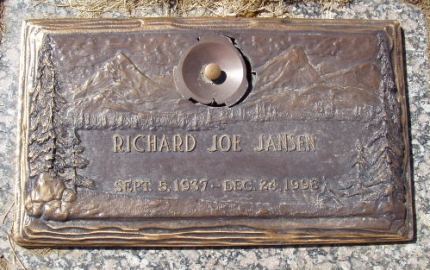 RICHARD JOE JANSEN
SEPT. 5, 1937 - DEC. 24, 1998